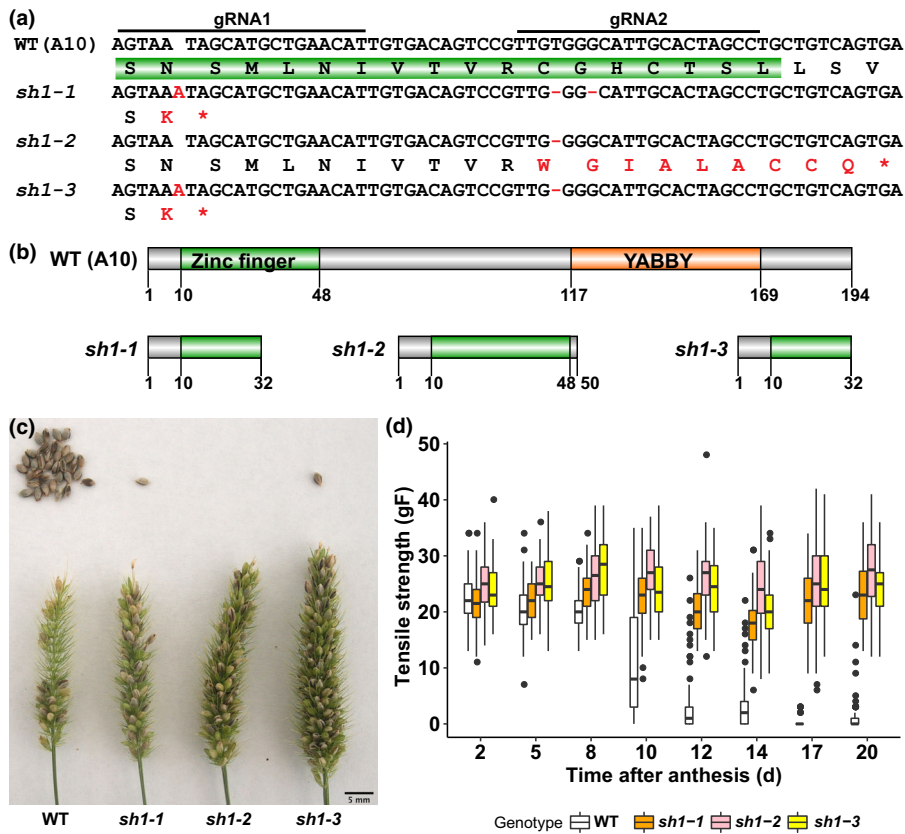 (a)
gRNA1 gRNA2
WT (A10) AGTAA TAGCATGCTGAACATTGTGACAGTCCGTTGTGGGCATTGCACTAGCCTGCTGTCAGTGA
S N S M L N I V T V R C G H C T S L L S V
sh1-1 AGTAAATAGCATGCTGAACATTGTGACAGTCCGTTG-GG-CATTGCACTAGCCTGCTGTCAGTGA
S K *
sh1-2 AGTAA TAGCATGCTGAACATTGTGACAGTCCGTTG-GGGCATTGCACTAGCCTGCTGTCAGTGA
S N S M L N I V T V R W G I A L A C C Q *
sh1-3 AGTAAATAGCATGCTGAACATTGTGACAGTCCGTTG-GGGCATTGCACTAGCCTGCTGTCAGTGA
S K *
(b)
WT (A10) Zinc finger YABBY
1 10 48 117 169 194
sh1-1 sh1-2 sh1-3
1 10 32 1 10 48 50 1 10 32
(c)
5 mm
WT sh1-1 sh1-2 sh1-3
(d)
Tensile strength (gF)
50
40
30
20
10
0
2 5 8 10 12 14 17 20
Time after anthesis (d)
Genotype WT sh1-1 sh1-2 sh1-3